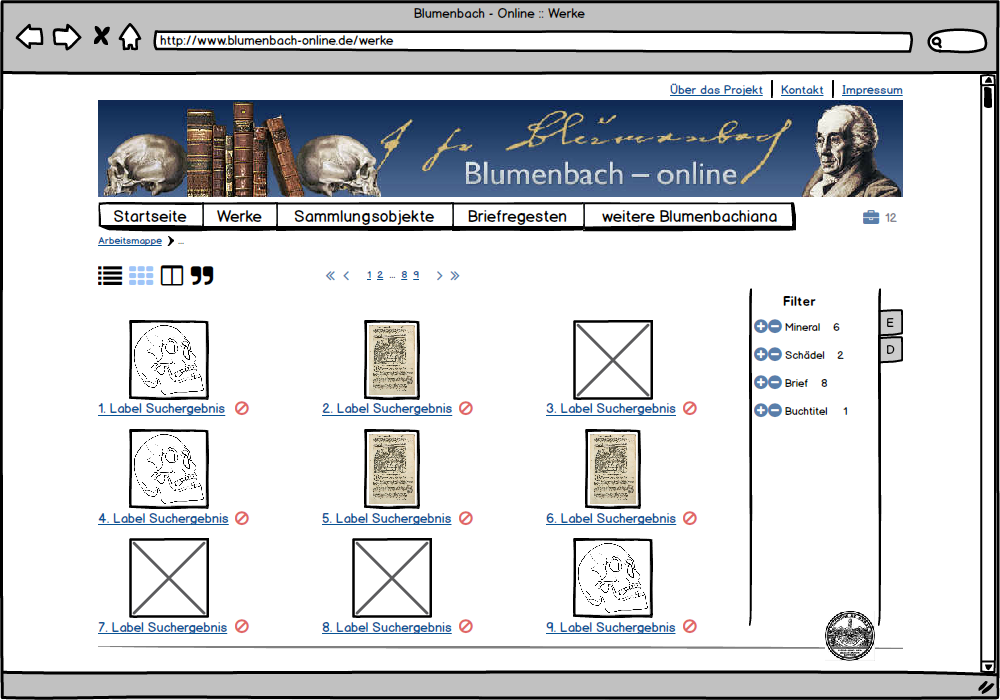 Blumenbach - Online :: Werke
http://www.blumenbach-online.de/werke
Über das Projekt Kontakt Impressum
Blumenbach – online
Startseite Werke Sammlungsobjekte Briefregesten weitere Blumenbachiana 12
Arbeitsmappe ...
« ‹ 1 2 ... 8 9 › »
Filter
Mineral 6
Schädel 2
Brief 8
Buchtitel 1
E
D
1. Label Suchergebnis
2. Label Suchergebnis
3. Label Suchergebnis
4. Label Suchergebnis
5. Label Suchergebnis
6. Label Suchergebnis
7. Label Suchergebnis
8. Label Suchergebnis
9. Label Suchergebnis